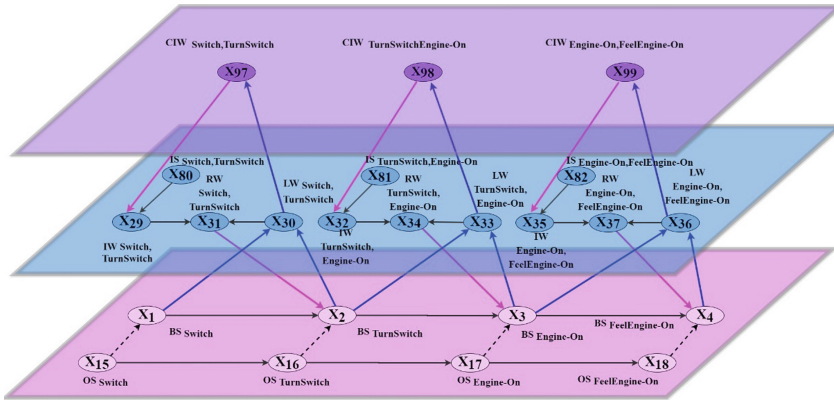 CIW Switch,TurnSwitch
CIW TurnSwitchEngine-On
CIW Engine-On,FeelEngine-On
X97
X98
X99
IS Switch,TurnSwitch
IS TurnSwitch,Engine-On
IS Engine-On,FeelEngine-On
X80
RW
Switch,
TurnSwitch
LW Switch,
TurnSwitch
X81
RW
TurnSwitch,
Engine-On
LW
TurnSwitch,
Engine-On
X82
RW
Engine-On,
FeelEngine-On
LW
Engine-On,
FeelEngine-On
X29
X31
X30
X32
X34
X33
X35
X37
X36
IW Switch,
TurnSwitch
IW
TurnSwitch,
Engine-On
IW
Engine-On,
FeelEngine-On
X1
X2
X3
X4
BS Switch
BS TurnSwitch
BS Engine-On
BS FeelEngine-On
X15
X16
X17
X18
OS Switch
OS TurnSwitch
OS Engine-On
OS FeelEngine-On